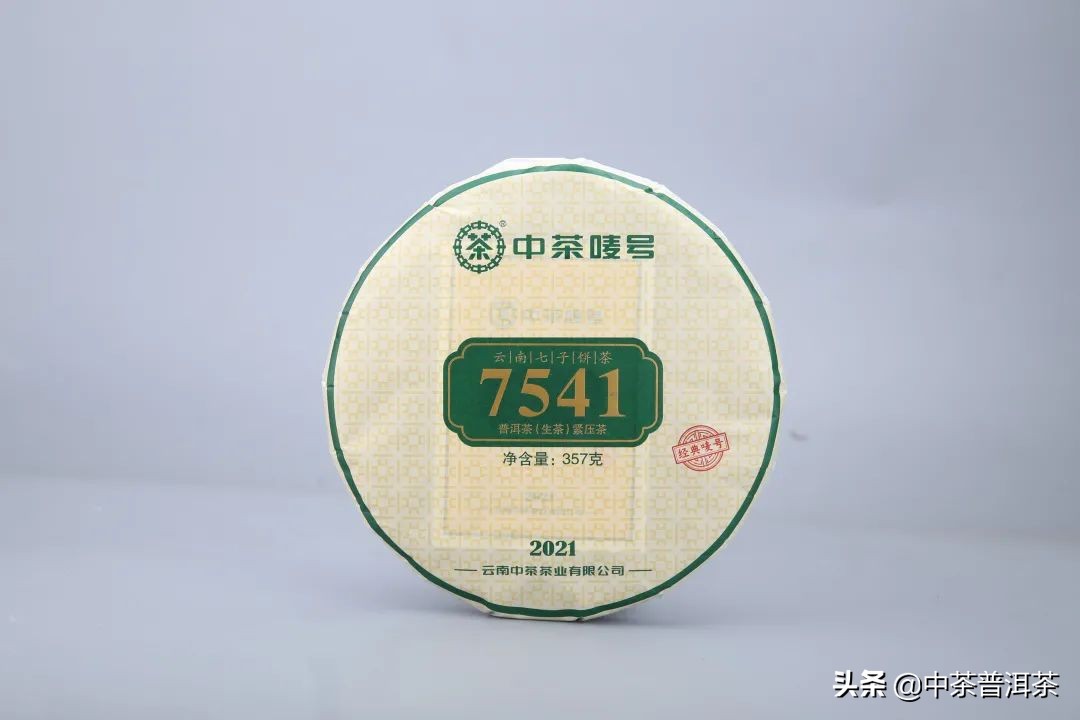 茶® 中茶唛号
云|南|七|子|饼|茶
7541
普洱茶(生茶)紧压茶
净含量：357克
经典唛号
2021
云南中茶茶业有限公司
头条 @中茶普洱茶